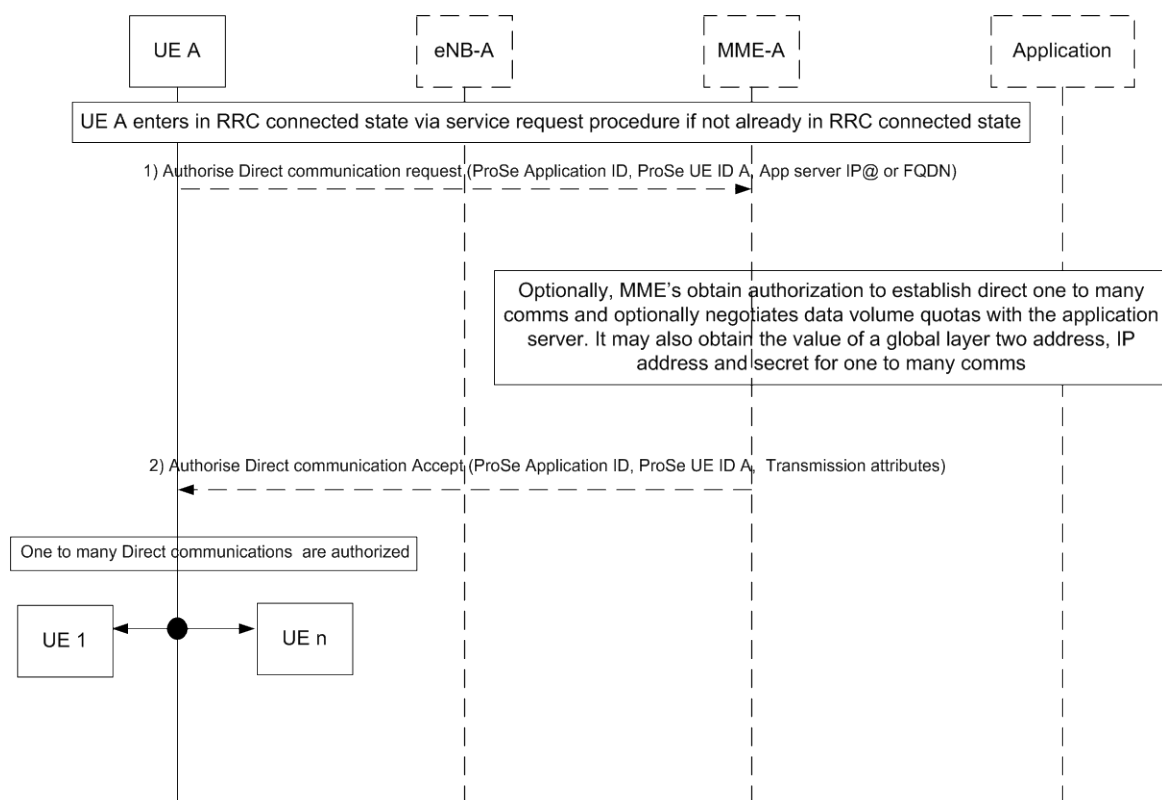 UE A
eNB-A
MME-A
Application
UE A enters in RRC connected state via service request procedure if not already in RRC connected state
1) Authorise Direct communication request (ProSe Application ID, ProSe UE ID A, App server IP@ or FQDN)
Optionally, MME's obtain authorization to establish direct one to many
comms and optionally negotiates data volume quotas with the application
server. It may also obtain the value of a global layer two address, IP
address and secret for one to many comms
2) Authorise Direct communication Accept (ProSe Application ID, ProSe UE ID A, Transmission attributes)
One to many Direct communications are authorized
UE 1
UE n